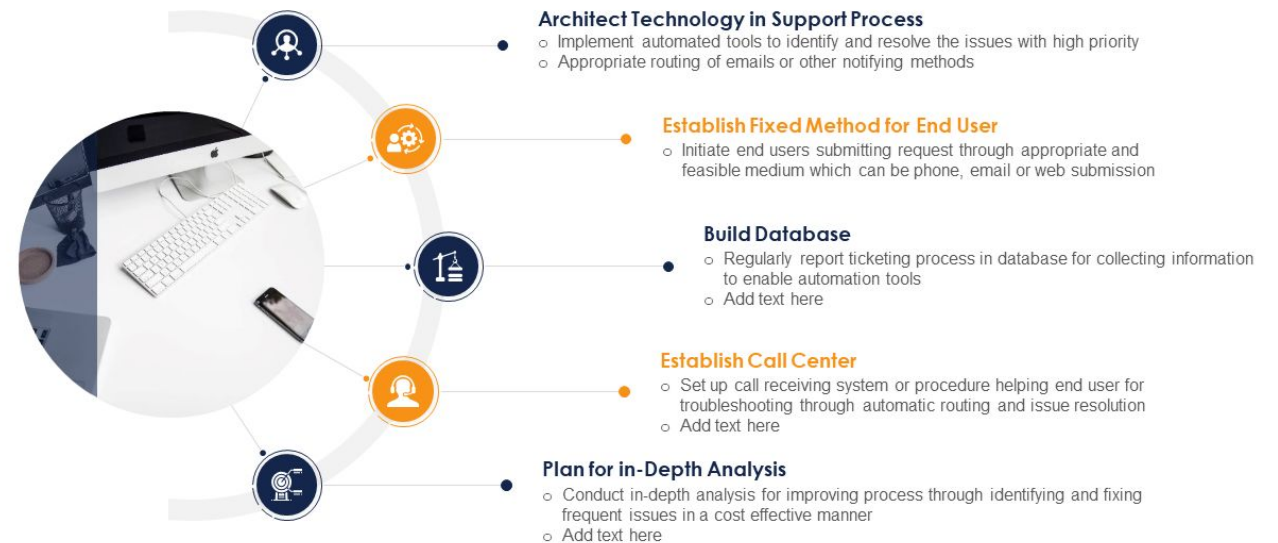 Architect Technology in Support Process
o Implement automated tools to identify and resolve the issues with high priority
o Appropriate routing of emails or other notifying methods
Establish Fixed Method for End User
o Initiate end users submitting request through appropriate and
feasible medium which can be phone, email or web submission
Build Database
o Regularly report ticketing process in database for collecting information
to enable automation tools
o Add text here
Establish Call Center
o Set up call receiving system or procedure helping end user for
troubleshooting through automatic routing and issue resolution
o Add text here
Plan for in-Depth Analysis
o Conduct in-depth analysis for improving process through identifying and fixing
frequent issues in a cost effective manner
o Add text here